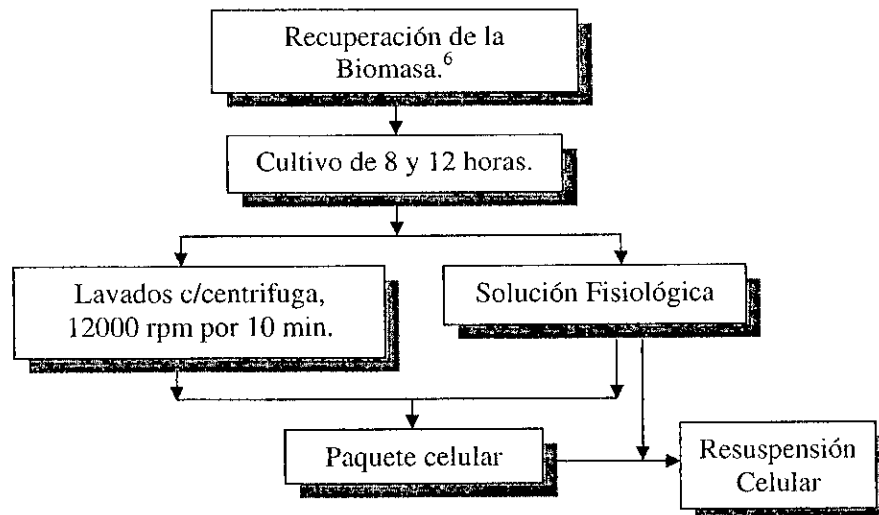 Recuperación de la
Biomasa.⁶
Cultivo de 8 y 12 horas.
Lavados c/centrifuga,
12000 rpm por 10 min.
Solución Fisiológica
Paquete celular
Resuspensión
Celular